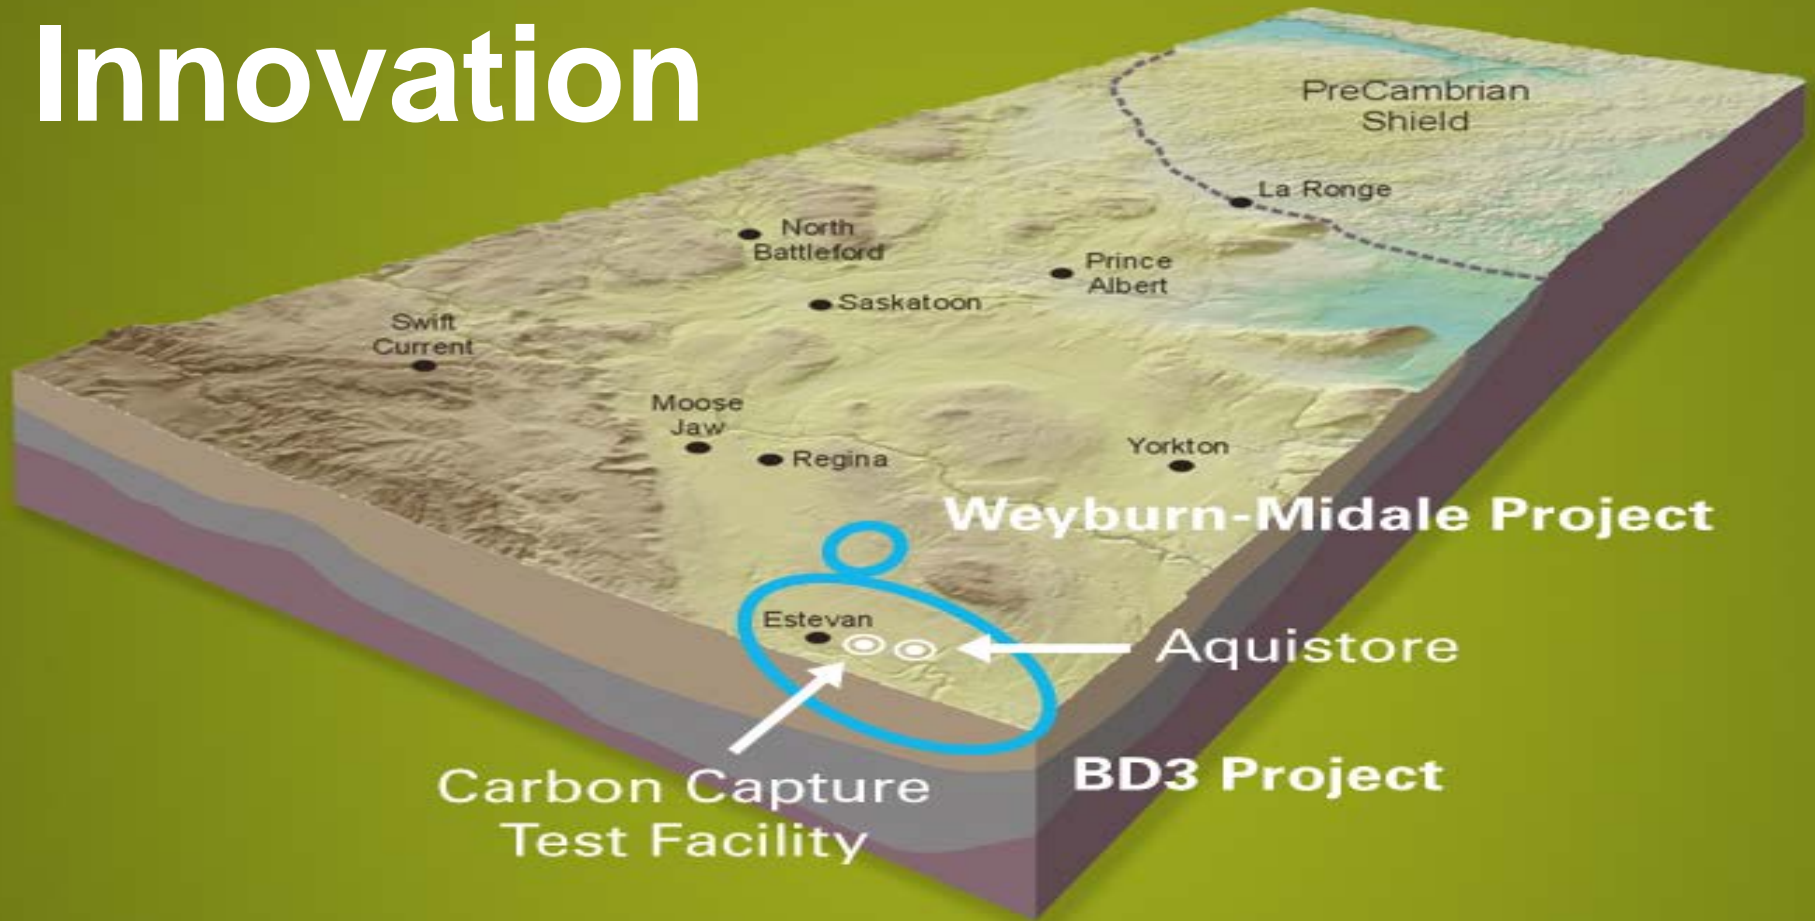 Innovation
PreCambrian
Shield
La Ronge
North
Battleford
Prince
Albert
Saskatoon
Swift
Current
Moose
Jaw
Regina
Yorkton
Weyburn-Midale Project
Estevan
Aquistore
Carbon Capture
Test Facility
BD3 Project